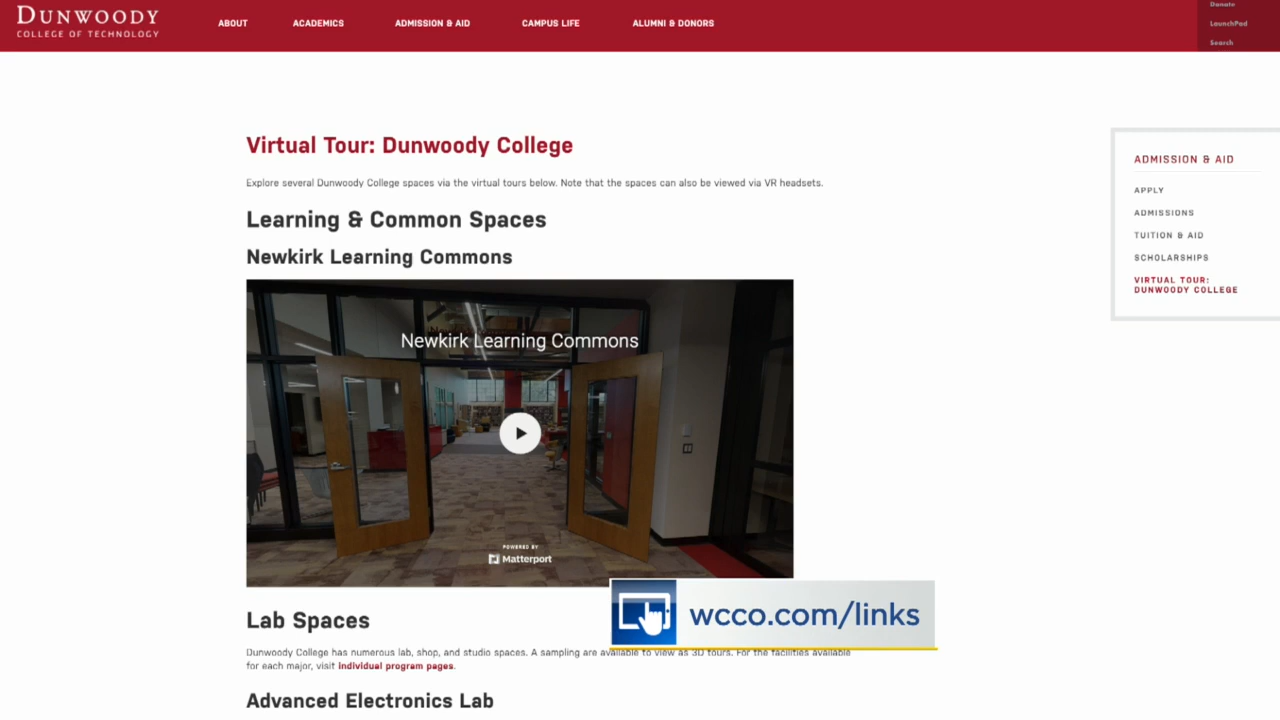 DUNWOODY
COLLEGE OF TECHNOLOGY
ABOUT
ACADEMICS
ADMISSION & AID
CAMPUS LIFE
ALUMNI & DONORS
Donate
LaunchPad
Search
Virtual Tour: Dunwoody College
Explore several Dunwoody College spaces via the virtual tours below. Note that the spaces can also be viewed via VR headsets.
Learning & Common Spaces
Newkirk Learning Commons
Newkirk Learning Commons
POWERED BY
Matterport
ADMISSION & AID
APPLY
ADMISSIONS
TUITION & AID
SCHOLARSHIPS
VIRTUAL TOUR:
DUNWOODY COLLEGE
wcco.com/links
Lab Spaces
Dunwoody College has numerous lab, shop, and studio spaces. A sampling are available to view as 3D tours. For the facilities available
for each major, visit individual program pages.
Advanced Electronics Lab